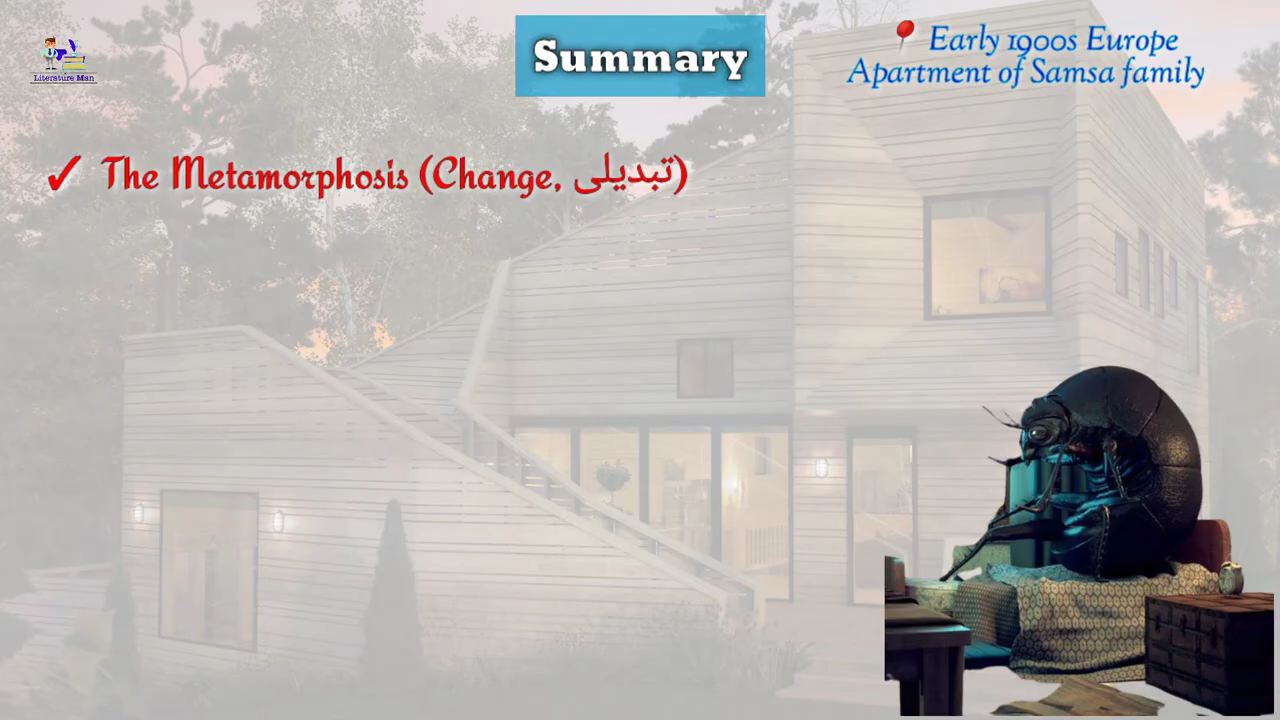 Literature Man
Summary
Early 1900s Europe
Apartment of Samsa family
✓ The Metamorphosis (Change, تبدیلی)